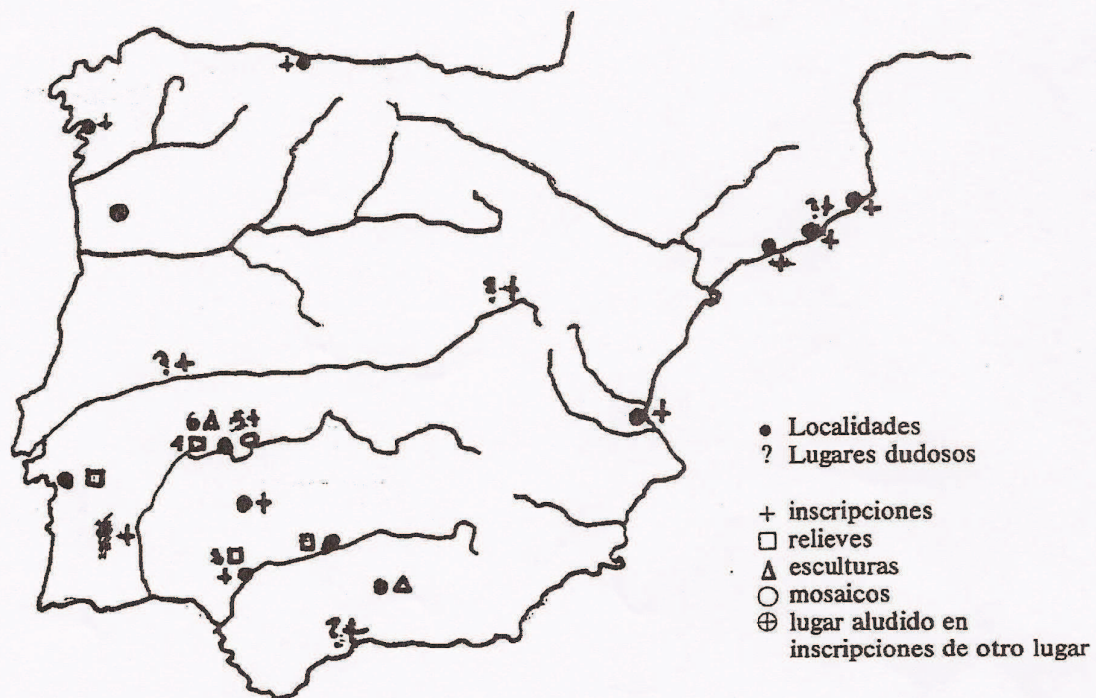 ● Localidades
? Lugares dudosos
+ inscripciones
□ relieves
△ esculturas
○ mosaicos
⊕ lugar aludido en
inscripciones de otro lugar